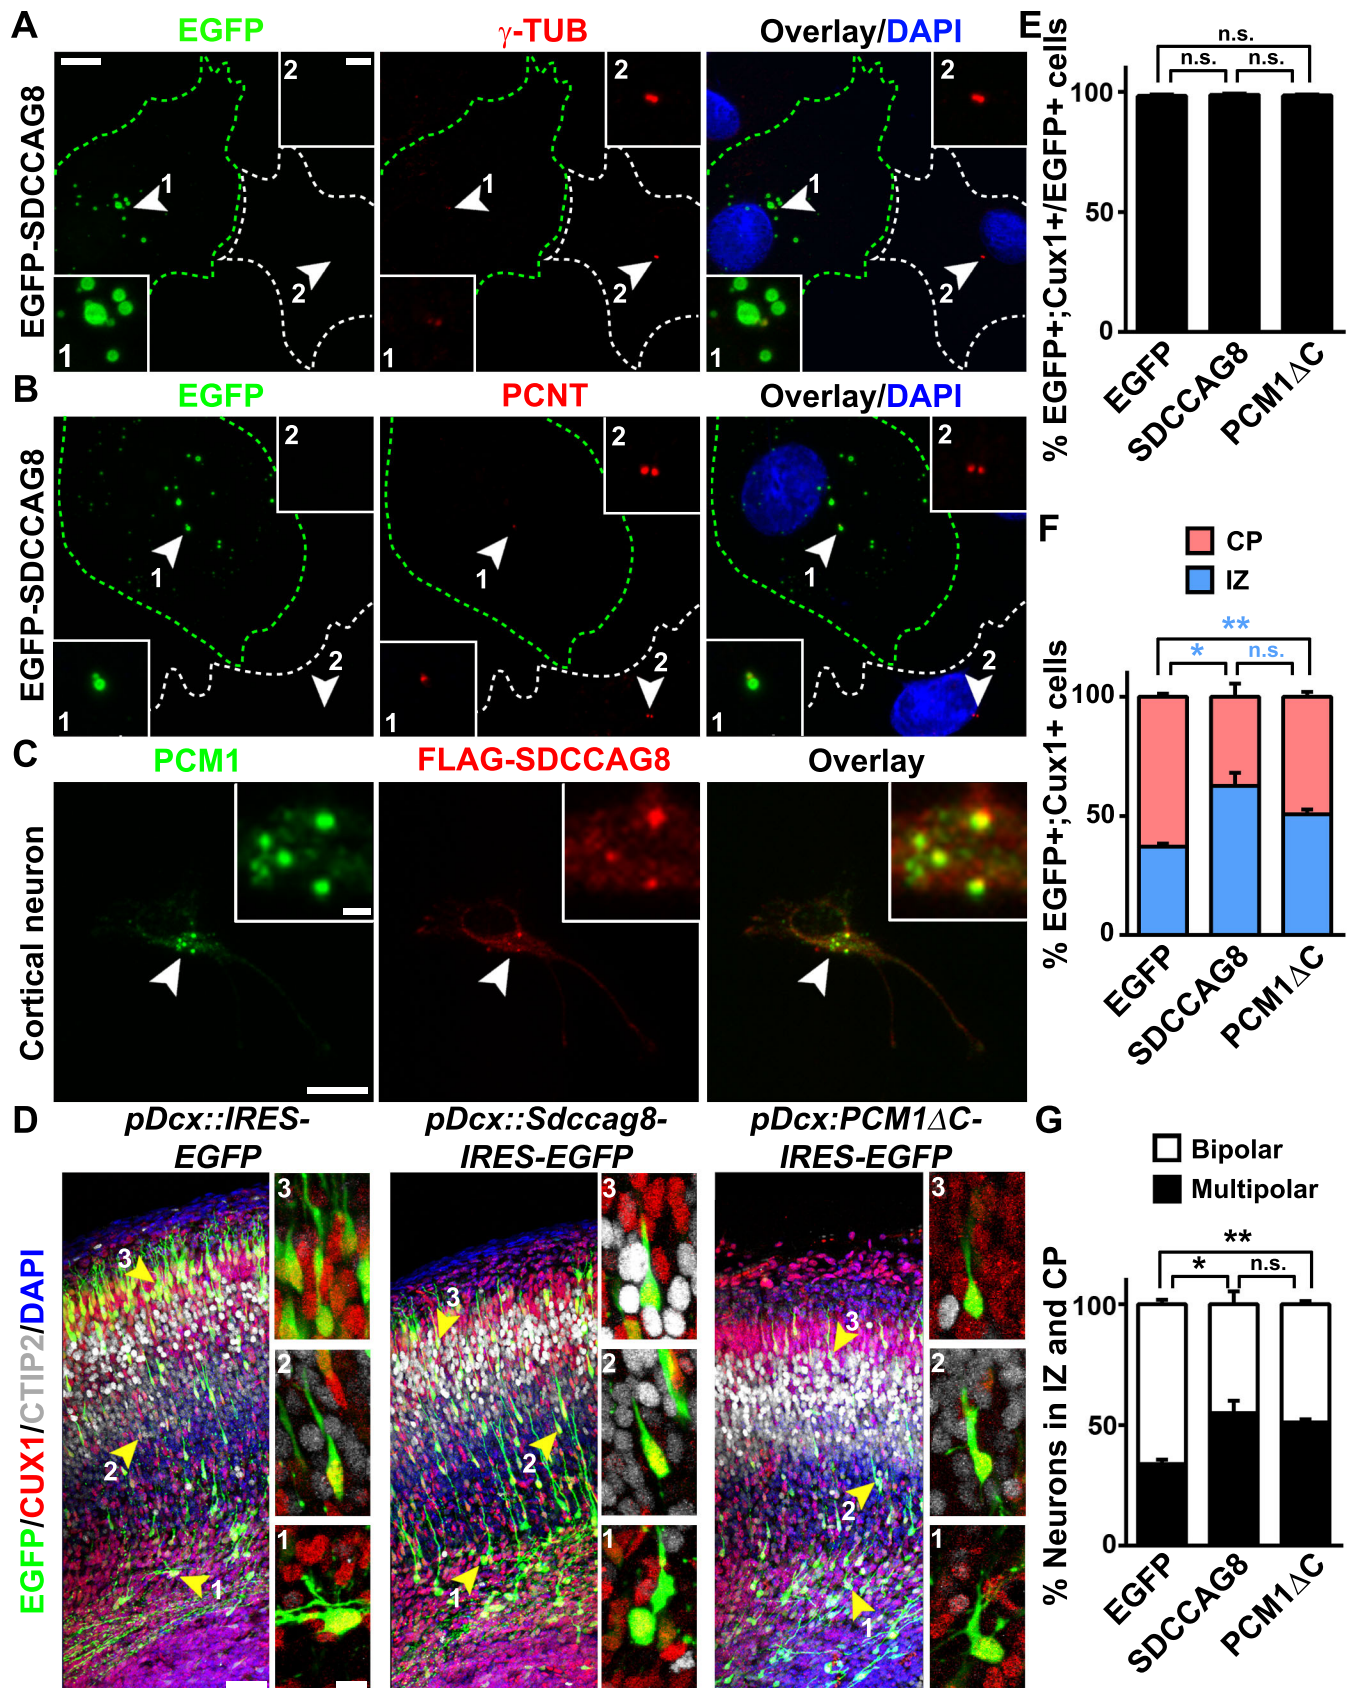 A
EGFP
γ-TUB
Overlay/DAPI
EGFP-SDCCAG8
1
2
1
2
1
2
1
2
1
2
1
2
B
EGFP
PCNT
Overlay/DAPI
EGFP-SDCCAG8
1
2
1
2
1
2
1
2
1
2
1
2
C
PCM1
FLAG-SDCCAG8
Overlay
Cortical neuron
D
pDcx::IRES-
EGFP
pDcx::Sdccag8-
IRES-EGFP
pDcx:PCM1ΔC-
IRES-EGFP
EGFP/CUX1/CTIP2/DAPI
3
2
1
3
2
1
3
2
1
3
2
1
3
2
1
3
2
1
E
% EGFP+;Cux1+/EGFP+ cells
n.s.
n.s.
n.s.
100
50
0
EGFP
SDCCAG8
PCM1ΔC
F
CP
IZ
% EGFP+;Cux1+ cells
**
*
n.s.
100
50
0
EGFP
SDCCAG8
PCM1ΔC
G
Bipolar
Multipolar
% Neurons in IZ and CP
**
*
n.s.
100
50
0
EGFP
SDCCAG8
PCM1ΔC